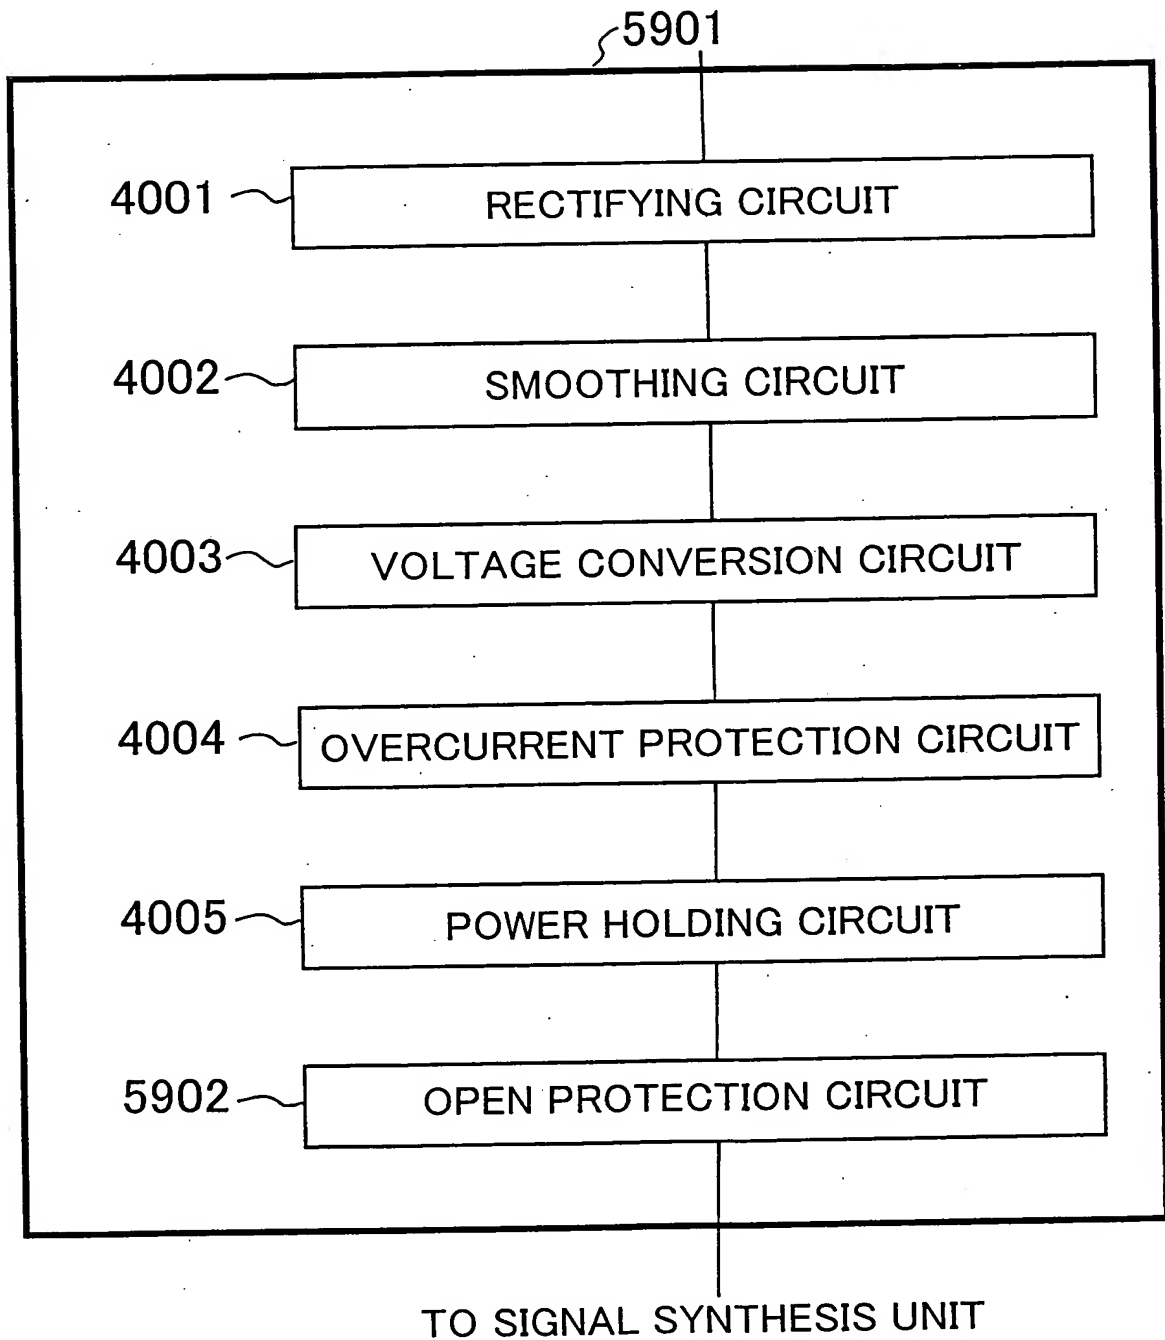 5901
4001 RECTIFYING CIRCUIT
4002 SMOOTHING CIRCUIT
4003 VOLTAGE CONVERSION CIRCUIT
4004 OVERCURRENT PROTECTION CIRCUIT
4005 POWER HOLDING CIRCUIT
5902 OPEN PROTECTION CIRCUIT
TO SIGNAL SYNTHESIS UNIT